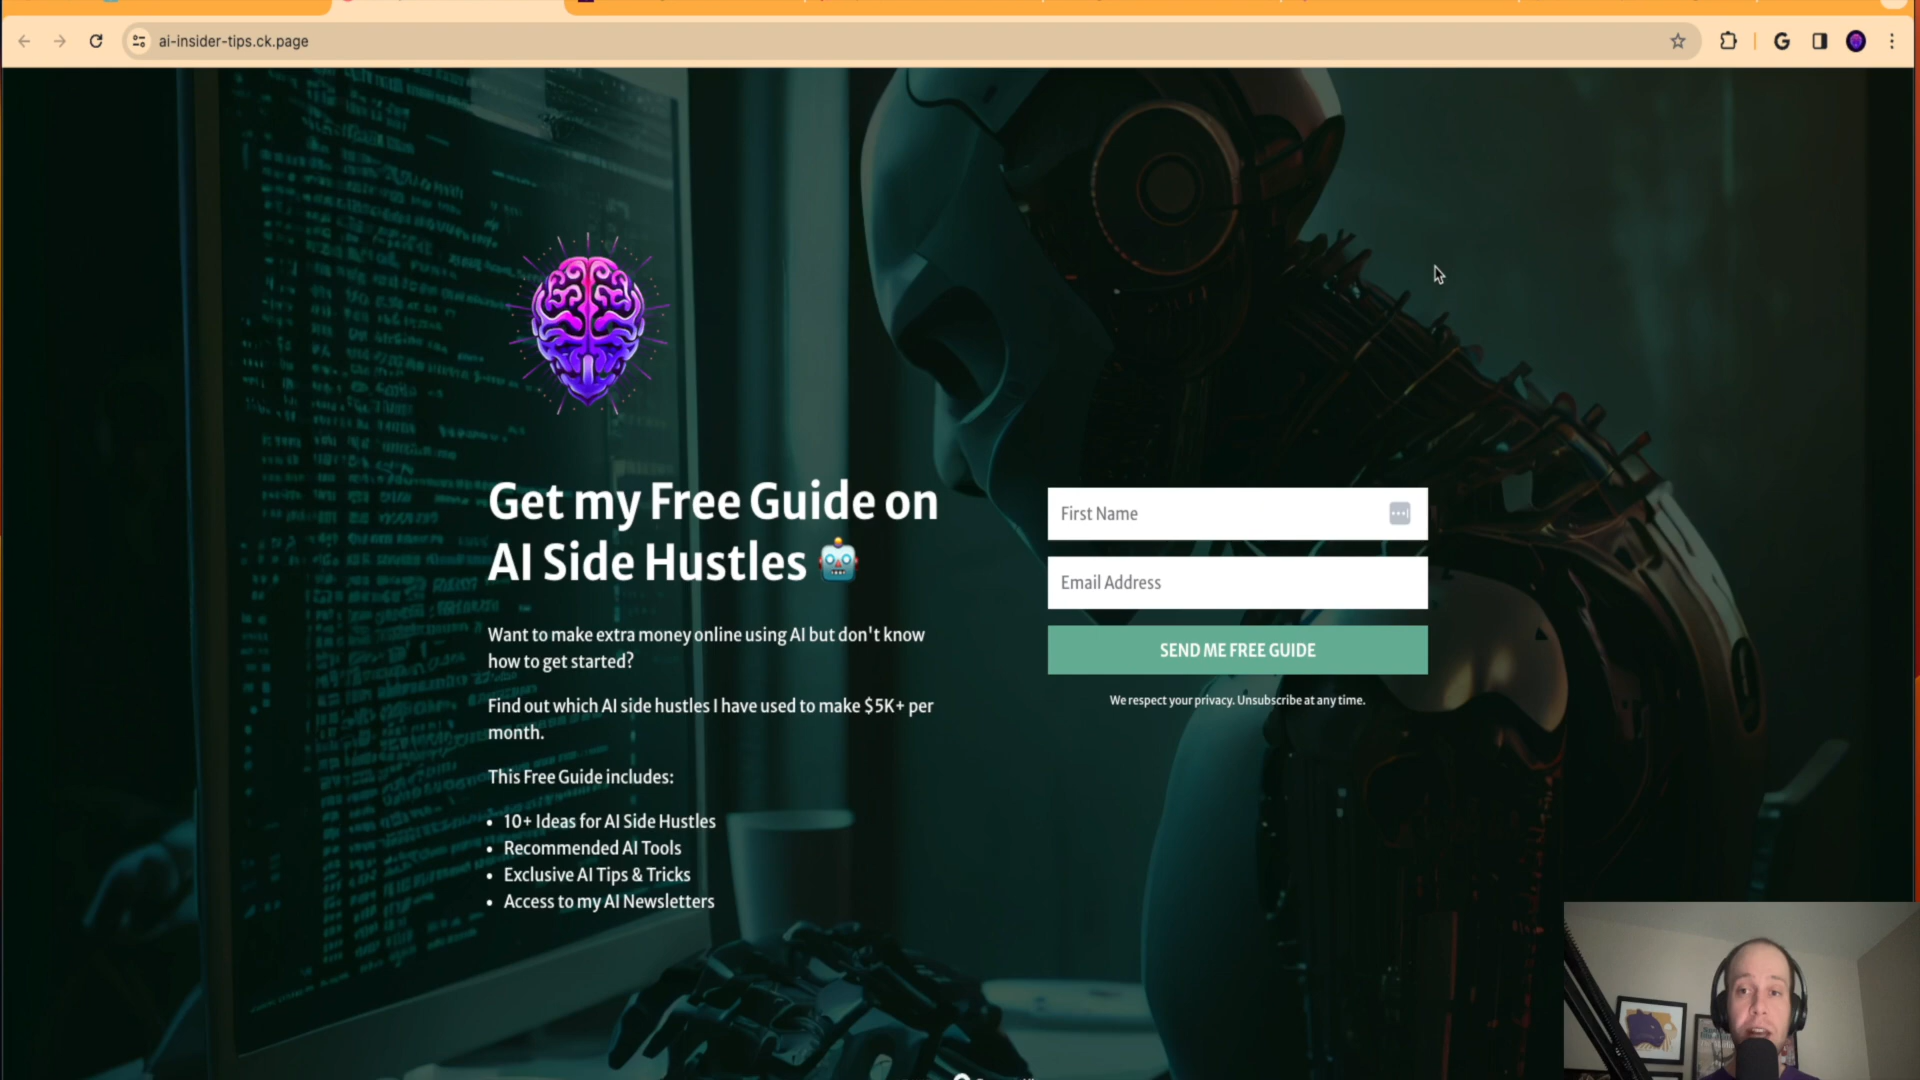 ai-insider-tips.ck.page
Get my Free Guide on
AI Side Hustles
Want to make extra money online using AI but don't know
how to get started?
Find out which AI side hustles I have used to make $5K+ per
month.
This Free Guide includes:
• 10+ Ideas for AI Side Hustles
• Recommended AI Tools
• Exclusive AI Tips & Tricks
• Access to my AI Newsletters
First Name
Email Address
SEND ME FREE GUIDE
We respect your privacy. Unsubscribe at any time.